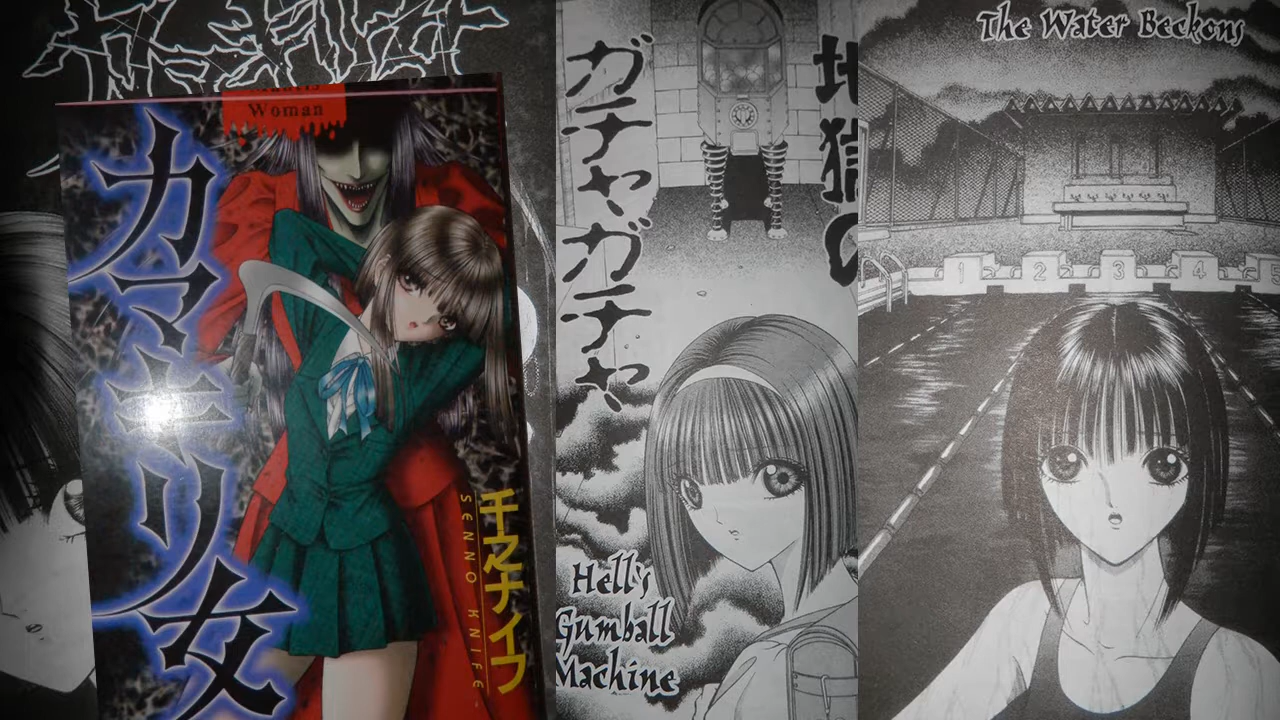 Woman
カマキリ女
千之ナイフ
SENNO KNIFE
地獄の
ガチャガチャ
Hell's
Gumball
Machine
The Water Beckons
1 2 3 4